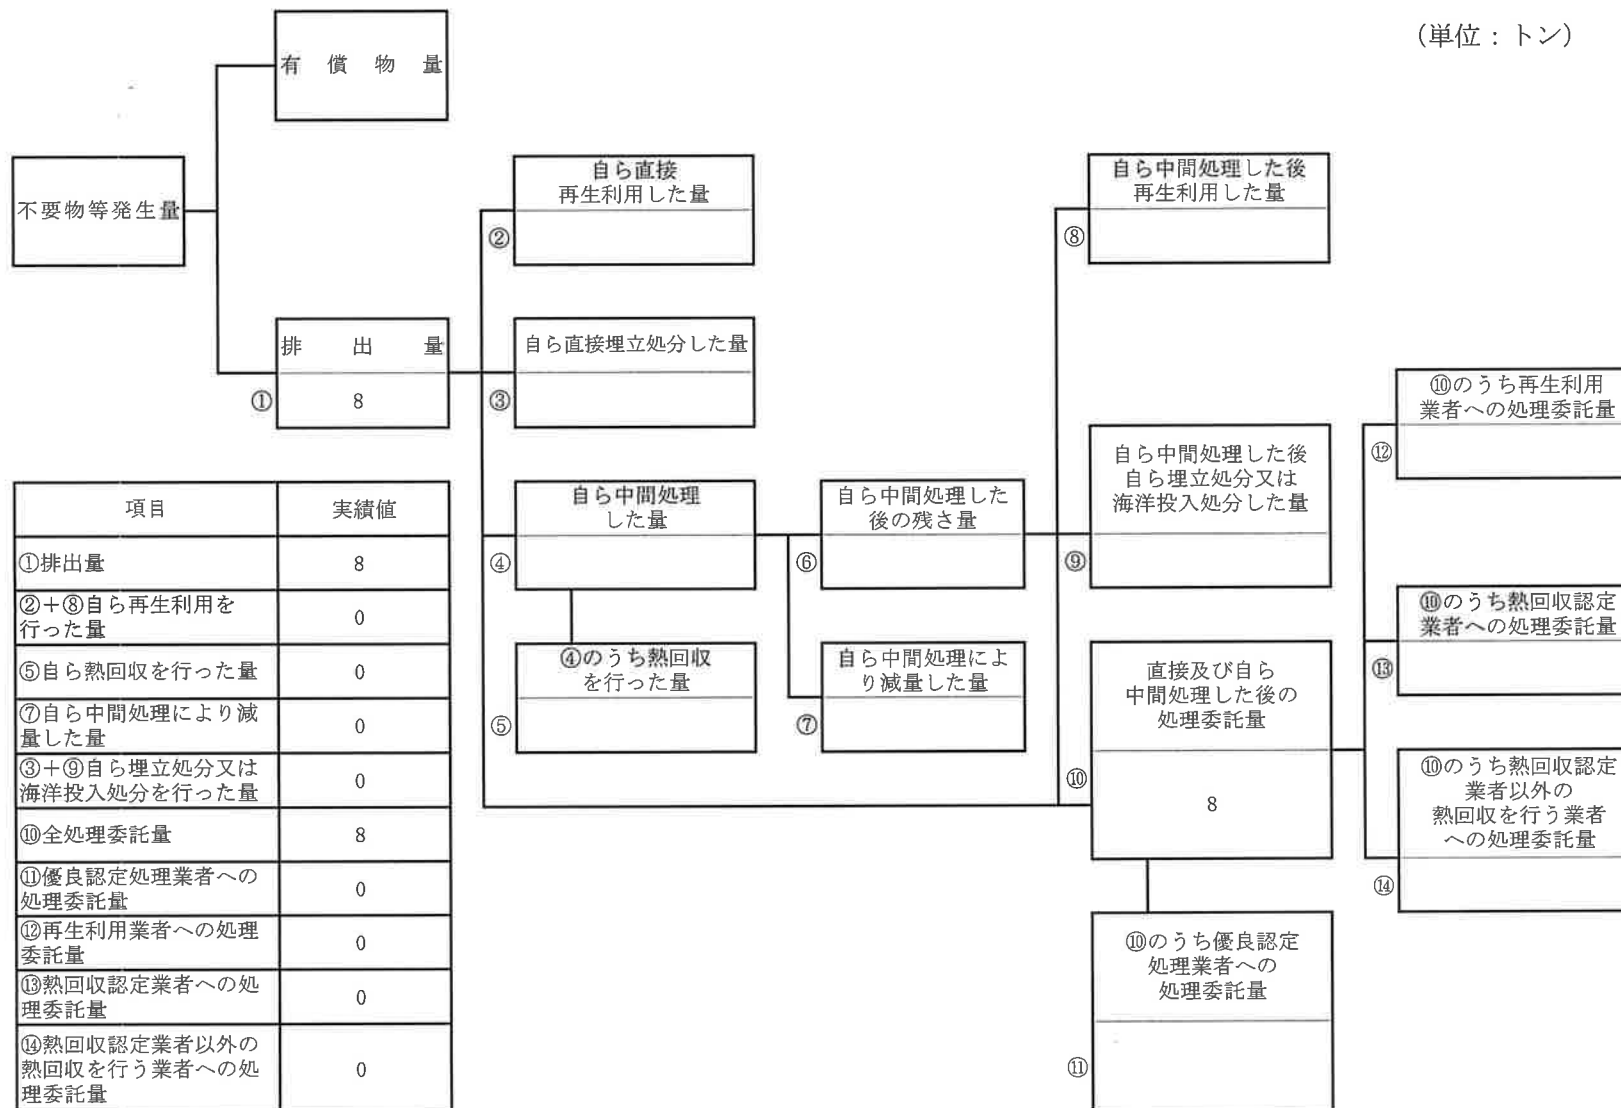 (単位：トン)
有償物量
不要物等発生量
排出量
①
8
自ら直接
再生利用した量
②
自ら直接埋立処分した量
③
自ら中間処理
した量
④
④のうち熱回収
を行った量
⑤
自ら中間処理した
後の残さ量
⑥
自ら中間処理によ
り減量した量
⑦
自ら中間処理した後
再生利用した量
⑧
自ら中間処理した後
自ら埋立処分又は
海洋投入処分した量
⑨
直接及び自ら
中間処理した後の
処理委託量
⑩
8
⑩のうち優良認定
処理業者への
処理委託量
⑪
⑩のうち再生利用
業者への処理委託量
⑫
⑩のうち熱回収認定
業者への処理委託量
⑬
⑩のうち熱回収認定
業者以外の
熱回収を行う業者
への処理委託量
⑭
項目 実績値
①排出量 8
②＋⑧自ら再生利用を
行った量 0
⑤自ら熱回収を行った量 0
⑦自ら中間処理により減
量した量 0
③＋⑨自ら埋立処分又は
海洋投入処分を行った量 0
⑩全処理委託量 8
⑪優良認定処理業者への
処理委託量 0
⑫再生利用業者への処理
委託量 0
⑬熱回収認定業者への処
理委託量 0
⑭熱回収認定業者以外の
熱回収を行う業者への処
理委託量 0